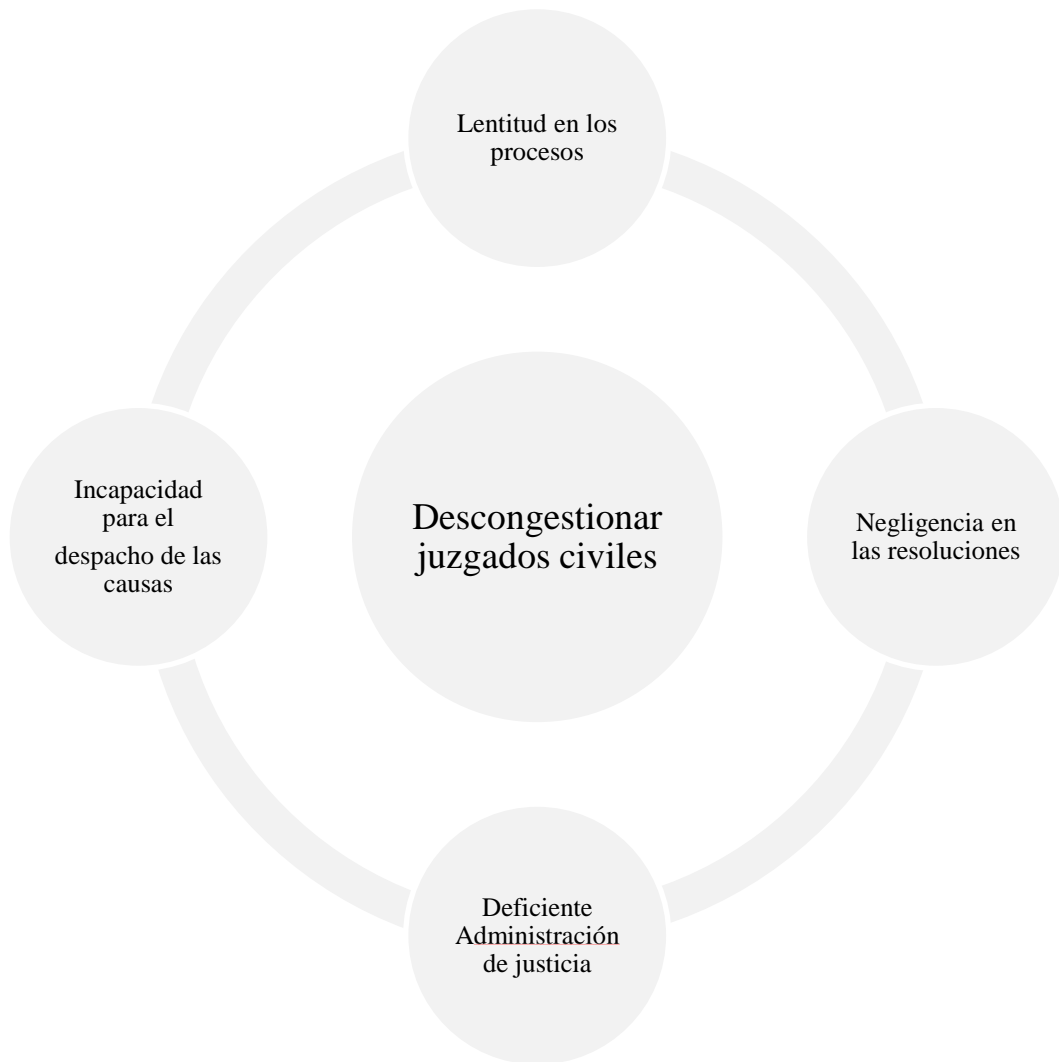 Lentitud en los
procesos
Incapacidad
para el
despacho de las
causas
Descongestionar
juzgados civiles
Negligencia en
las resoluciones
Deficiente
Administración
de justicia